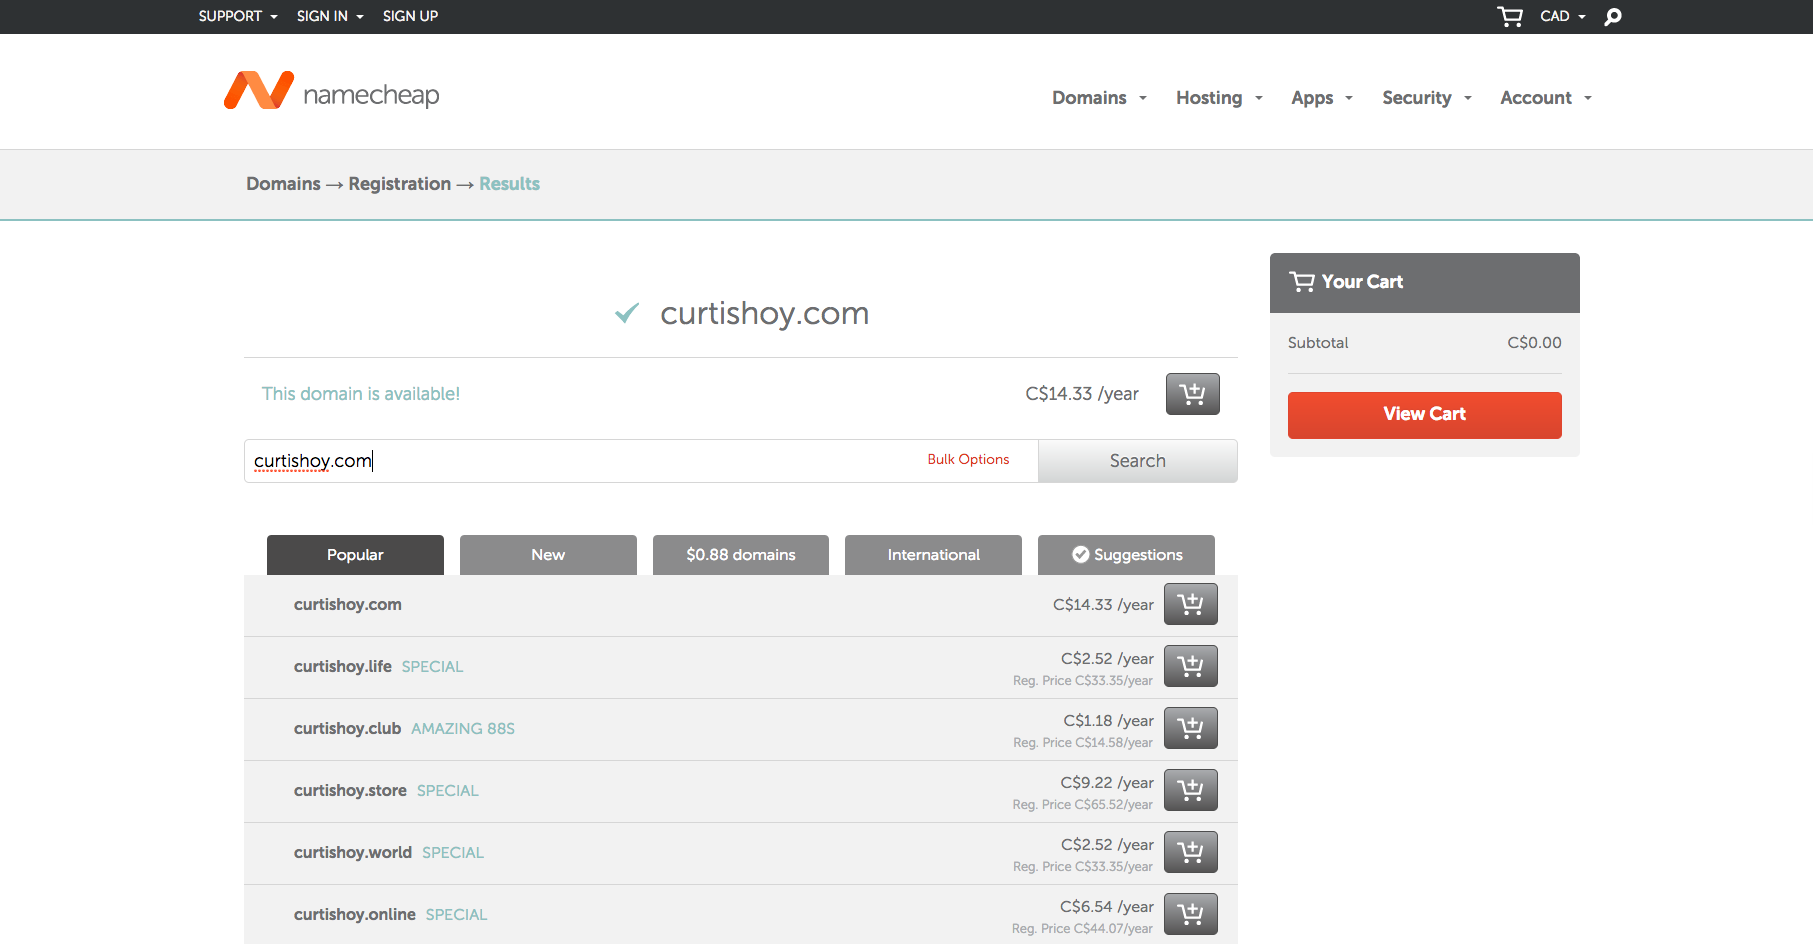 SUPPORT SIGN IN SIGN UP CAD
namecheap
Domains Hosting Apps Security Account
Domains → Registration → Results
Your Cart
curtishoy.com
Subtotal C$0.00
This domain is available! C$14.33 /year
View Cart
curtishoy.com Bulk Options Search
Popular New $0.88 domains International Suggestions
curtishoy.com C$14.33 /year
curtishoy.life SPECIAL C$2.52 /year
Reg. Price C$33.35/year
curtishoy.club AMAZING 88S C$1.18 /year
Reg. Price C$14.58/year
curtishoy.store SPECIAL C$9.22 /year
Reg. Price C$65.52/year
curtishoy.world SPECIAL C$2.52 /year
Reg. Price C$33.35/year
curtishoy.online SPECIAL C$6.54 /year
Reg. Price C$44.07/year